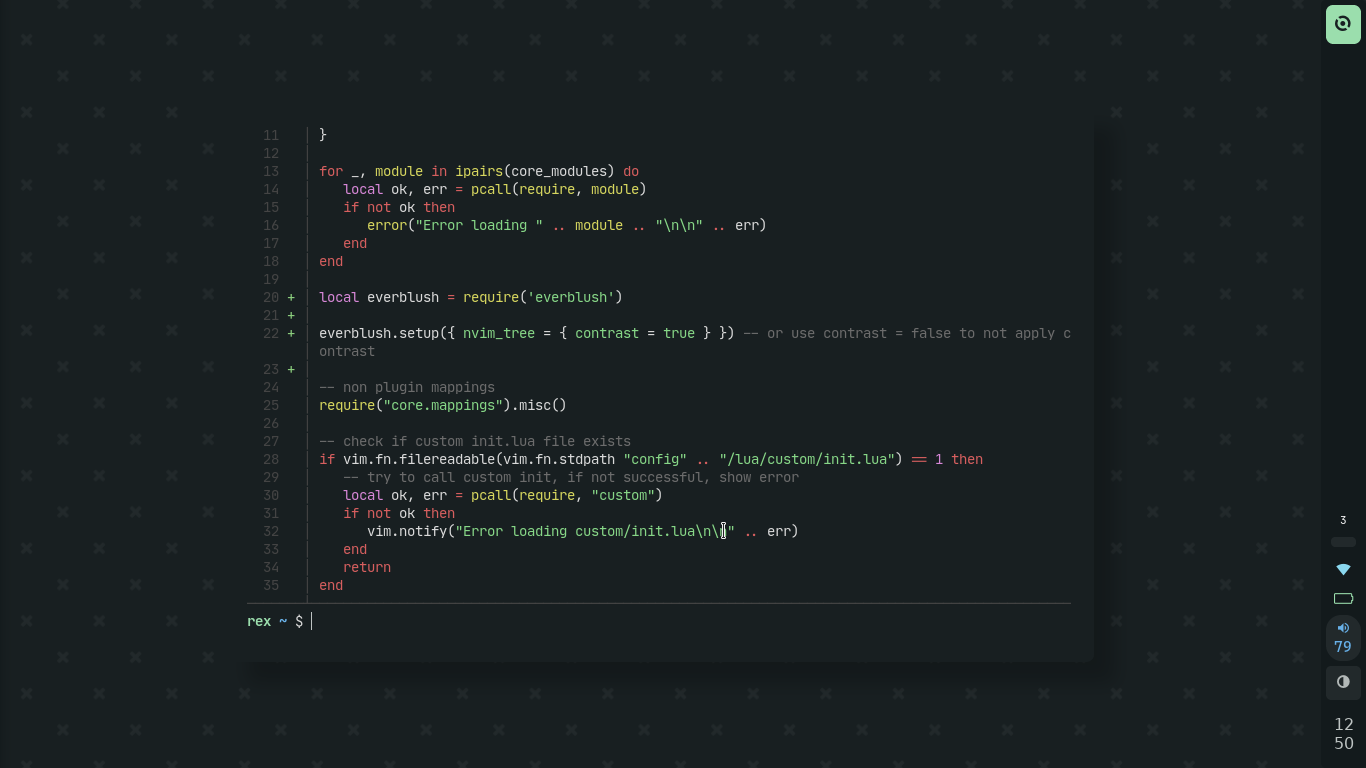 11 }
12
13 for _, module in ipairs(core_modules) do
14 local ok, err = pcall(require, module)
15 if not ok then
16 error("Error loading " .. module .. "\n\n" .. err)
17 end
18 end
19
20 + local everblush = require('everblush')
21 +
22 + everblush.setup({ nvim_tree = { contrast = true } }) -- or use contrast = false to not apply c
ontrast
23 +
24 -- non plugin mappings
25 require("core.mappings").misc()
26
27 -- check if custom init.lua file exists
28 if vim.fn.filereadable(vim.fn.stdpath "config" .. "/lua/custom/init.lua") == 1 then
29 -- try to call custom init, if not successful, show error
30 local ok, err = pcall(require, "custom")
31 if not ok then
32 vim.notify("Error loading custom/init.lua\n\n" .. err)
33 end
34 return
35 end
rex ~ $
3
79
12
50